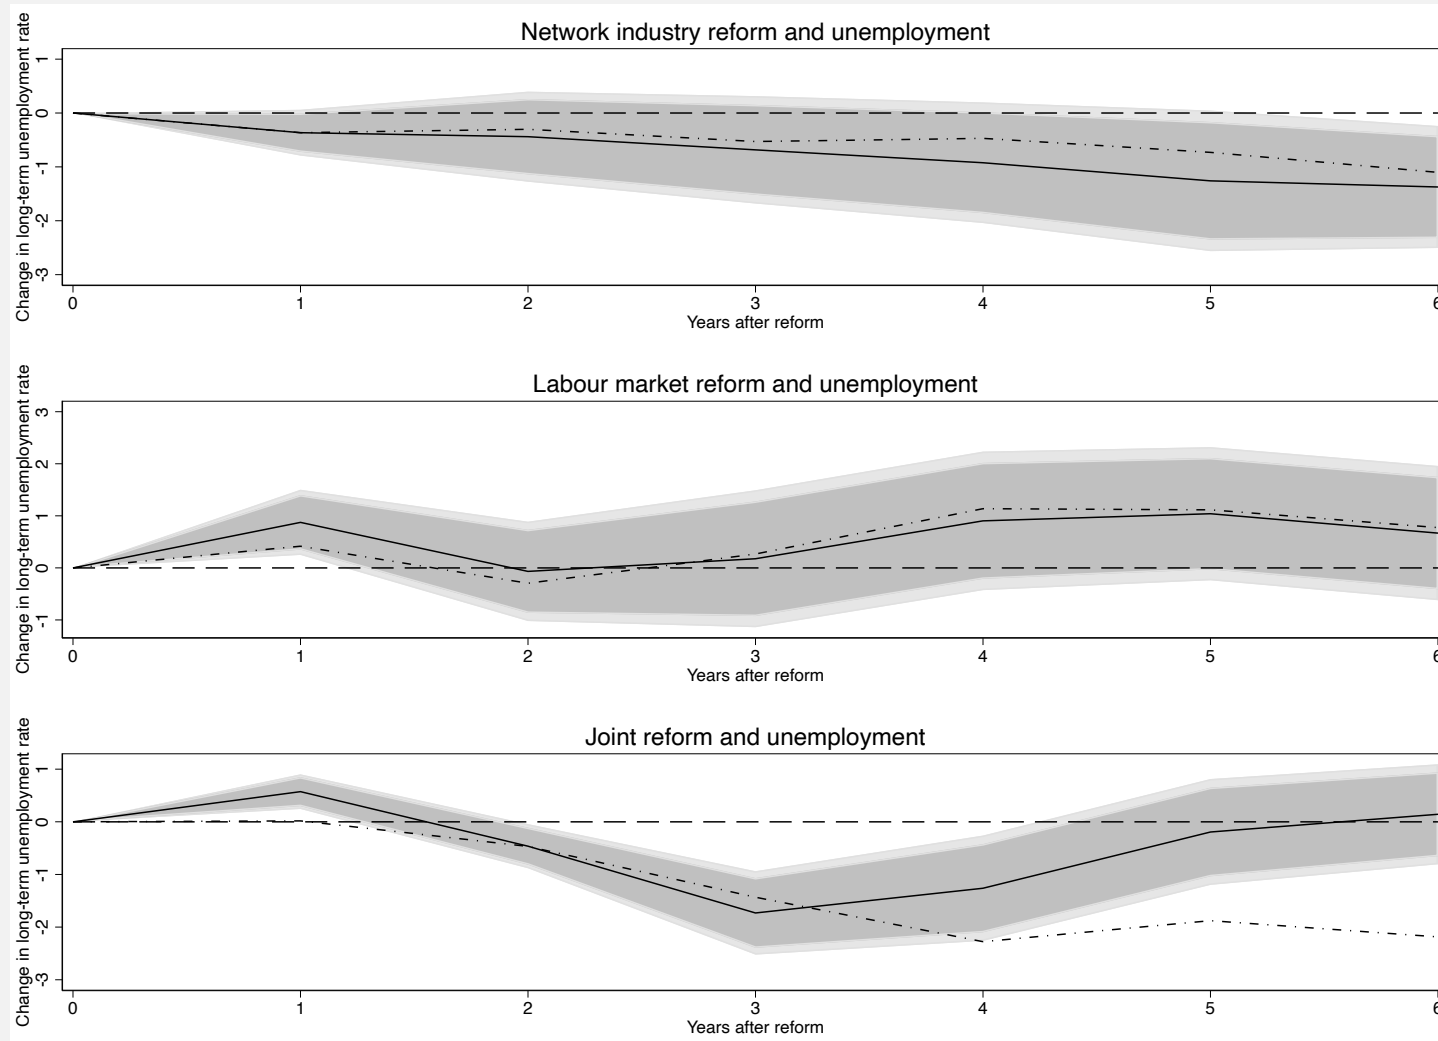 Network industry reform and unemployment
Change in long-term unemployment rate
1
0
-1
-2
-3
0 1 2 3 4 5 6
Years after reform
Labour market reform and unemployment
Change in long-term unemployment rate
3
2
1
0
-1
0 1 2 3 4 5 6
Years after reform
Joint reform and unemployment
Change in long-term unemployment rate
1
0
-1
-2
-3
0 1 2 3 4 5 6
Years after reform